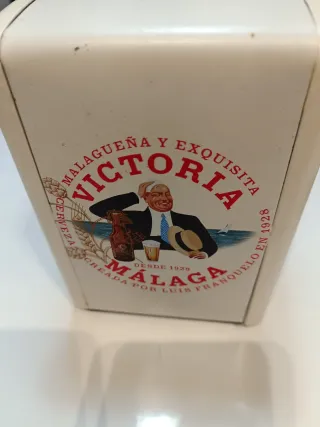 MALAGUEÑA Y EXQUISITA
VICTORIA
DESDE 1928
MÁLAGA
CERVEZA CREADA POR LUIS FRANQUELO EN 1928